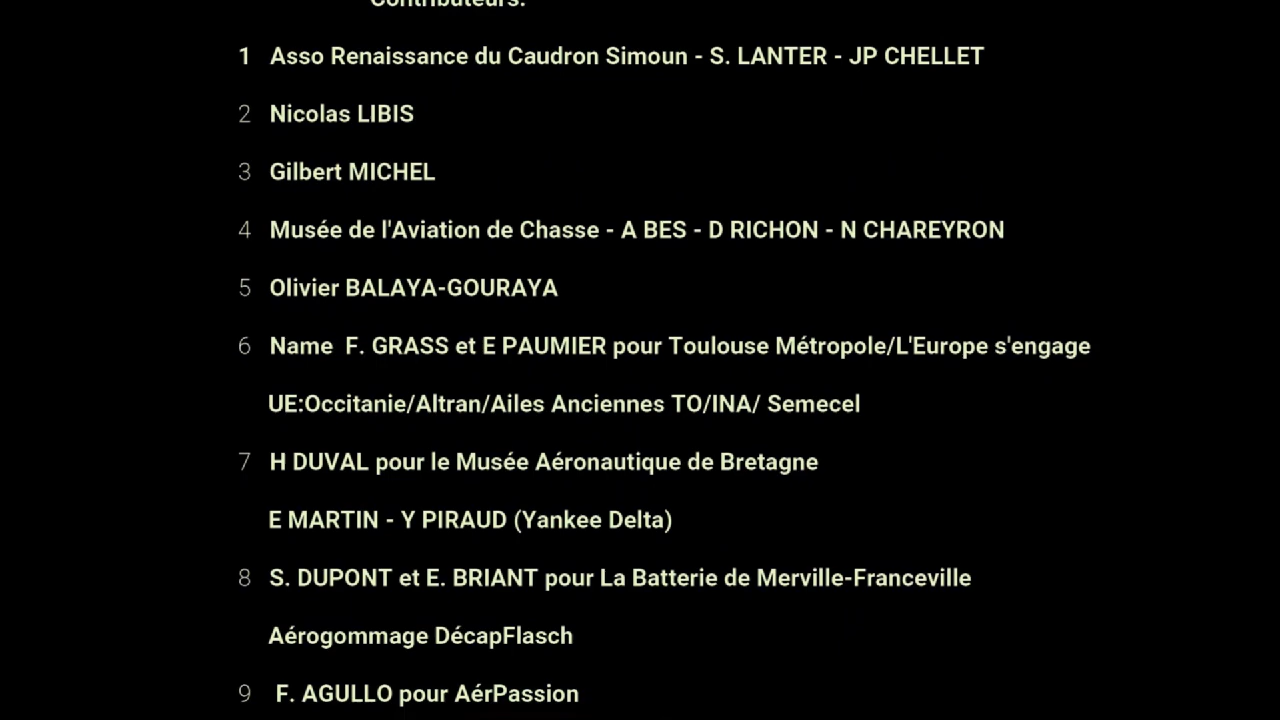 Contributeurs:
1 Asso Renaissance du Caudron Simoun - S. LANTER - JP CHELLET
2 Nicolas LIBIS
3 Gilbert MICHEL
4 Musée de l'Aviation de Chasse - A BES - D RICHON - N CHAREYRON
5 Olivier BALAYA-GOURAYA
6 Name F. GRASS et E PAUMIER pour Toulouse Métropole/L'Europe s'engage
UE:Occitanie/Altran/Ailes Anciennes TO/INA/ Semecel
7 H DUVAL pour le Musée Aéronautique de Bretagne
E MARTIN - Y PIRAUD (Yankee Delta)
8 S. DUPONT et E. BRIANT pour La Batterie de Merville-Franceville
Aérogommage DécapFlasch
9 F. AGULLO pour AérPassion